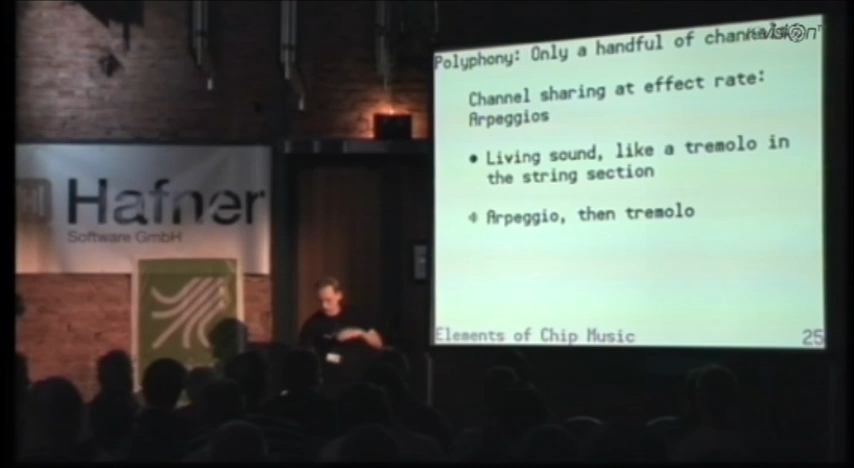 Polyphony: Only a handful of
revision
Channel sharing at effect rate:
Arpeggios
• Living sound, like a tremolo in
the string section
Arpeggio, then tremolo
Elements of Chip Music
25
Hafner
Software GmbH